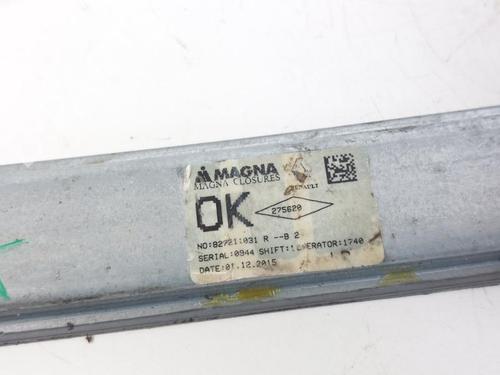 MAGNA
MAGNA CLOSURES
RENAULT
OK
275620
NO:827211031 R --B 2
SERIAL:0944 SHIFT:1 OPERATOR:1740
DATE:01.12.2015